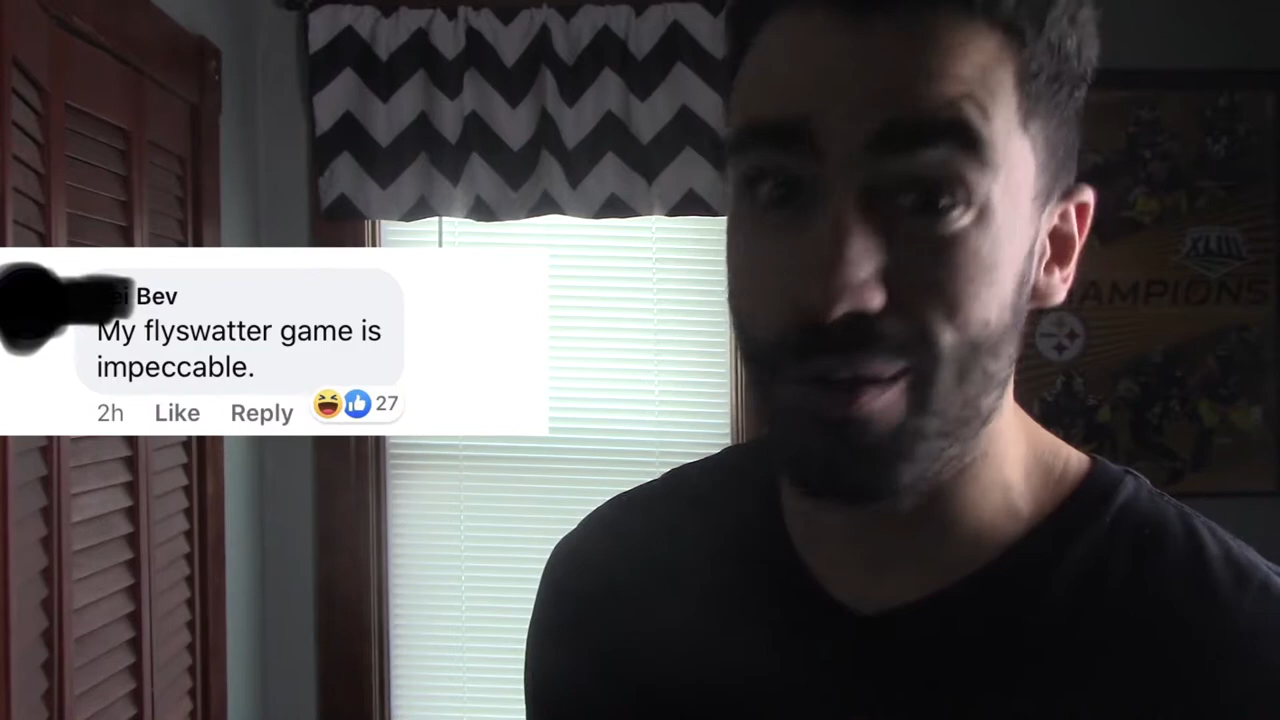 Bev
My flyswatter game is
impeccable.
2h Like Reply 27
XLIII
CHAMPIONS